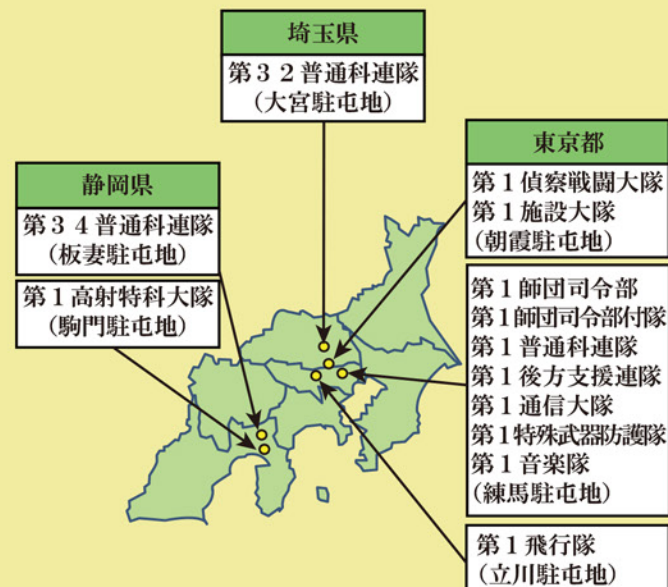 埼玉県
第３２普通科連隊
（大宮駐屯地）
静岡県
第３４普通科連隊
（板妻駐屯地）
第１高射特科大隊
（駒門駐屯地）
東京都
第１偵察戦闘大隊
第１施設大隊
（朝霞駐屯地）
第１師団司令部
第１師団司令部付隊
第１普通科連隊
第１後方支援連隊
第１通信大隊
第１特殊武器防護隊
第１音楽隊
（練馬駐屯地）
第１飛行隊
（立川駐屯地）